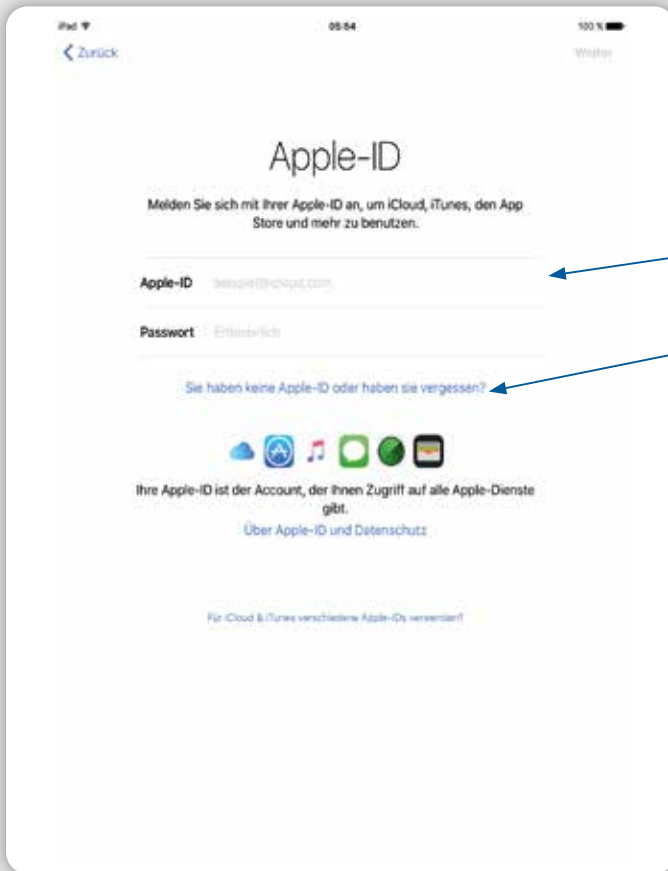 iPad
05:54
100 %
Zurück
Weiter
Apple-ID
Melden Sie sich mit Ihrer Apple-ID an, um iCloud, iTunes, den App
Store und mehr zu benutzen.
Apple-ID beispiel@icloud.com
Passwort Erforderlich
Sie haben keine Apple-ID oder haben sie vergessen?
Ihre Apple-ID ist der Account, der Ihnen Zugriff auf alle Apple-Dienste
gibt.
Über Apple-ID und Datenschutz
Für iCloud & iTunes verschiedene Apple-IDs verwenden?